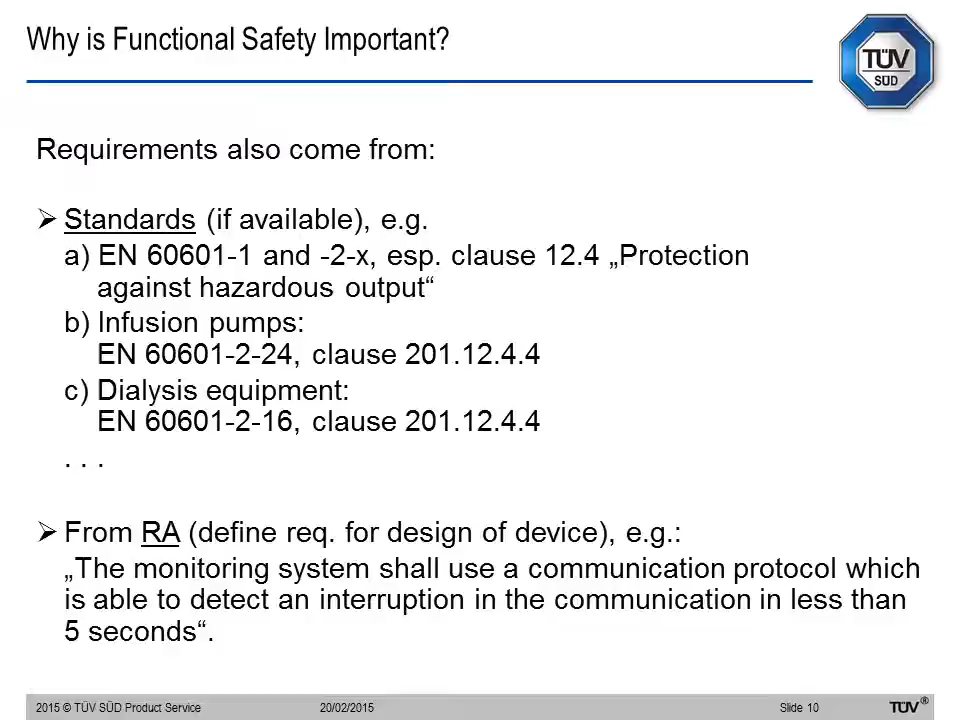 Why is Functional Safety Important?
TÜV
SÜD
Requirements also come from:
➢ Standards (if available), e.g.
a) EN 60601-1 and -2-x, esp. clause 12.4 „Protection
against hazardous output“
b) Infusion pumps:
EN 60601-2-24, clause 201.12.4.4
c) Dialysis equipment:
EN 60601-2-16, clause 201.12.4.4
. . .
➢ From RA (define req. for design of device), e.g.:
„The monitoring system shall use a communication protocol which
is able to detect an interruption in the communication in less than
5 seconds“.
2015 © TÜV SÜD Product Service 20/02/2015 Slide 10 TÜV®